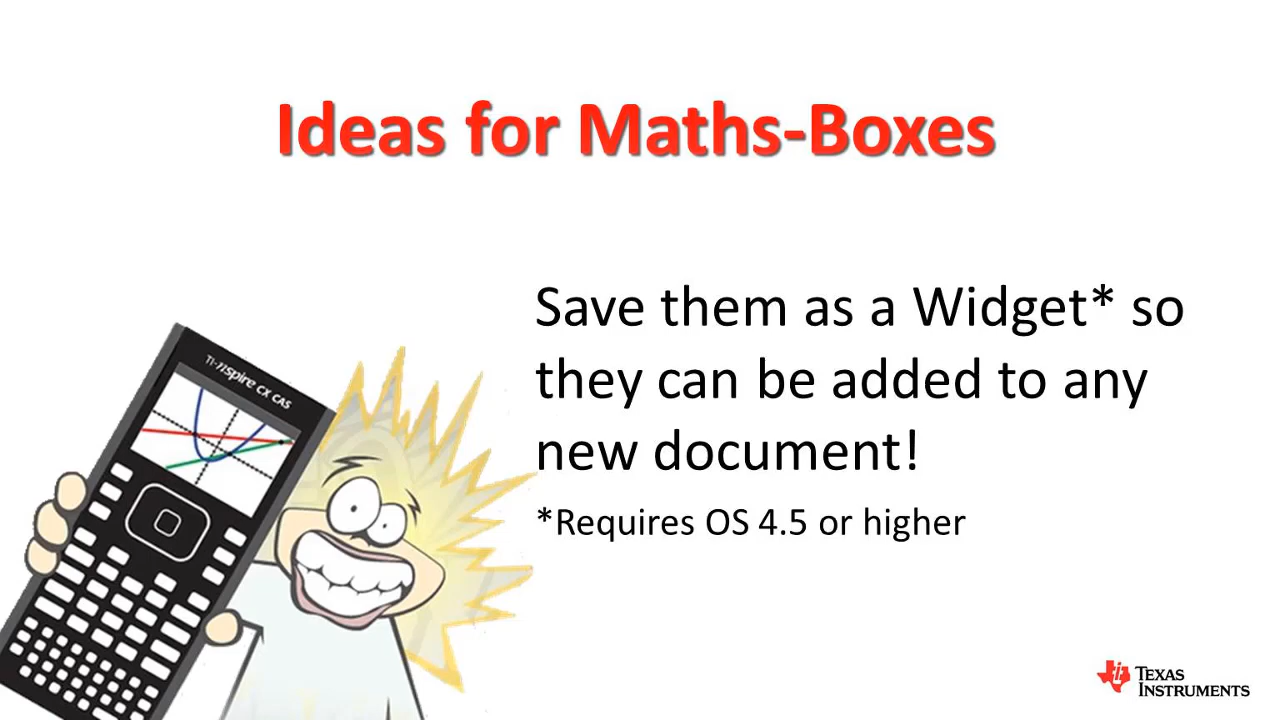 Ideas for Maths-Boxes
Save them as a Widget* so
they can be added to any
new document!
*Requires OS 4.5 or higher
TI-nspire CX CAS
TEXAS
INSTRUMENTS